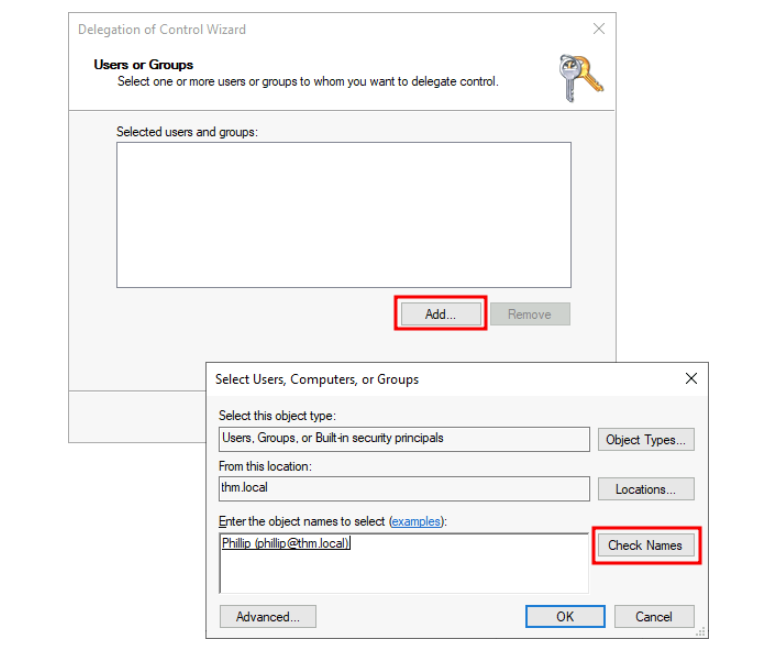 Delegation of Control Wizard
Users or Groups
Select one or more users or groups to whom you want to delegate control.
Selected users and groups:
Add...
Remove
Select Users, Computers, or Groups
Select this object type:
Users, Groups, or Built-in security principals
Object Types...
From this location:
thm.local
Locations...
Enter the object names to select (examples):
Phillip (phillip@thm.local)
Check Names
Advanced...
OK
Cancel